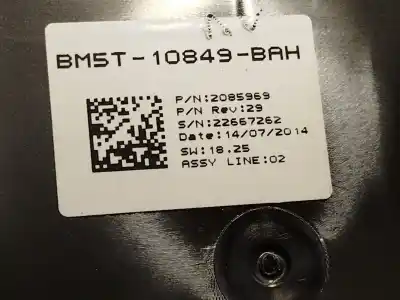 BM5T-10849-BAH
P/N:2085969
P/N Rev:29
S/N:22667262
Date:14/07/2014
SW:18.25
ASSY LINE:02